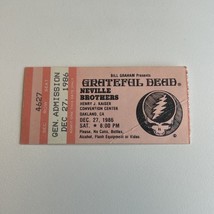 4627
GEN. ADMISSION
DEC 27, 1986
BILL GRAHAM Presents
GRATEFUL DEAD
NEVILLE
BROTHERS
HENRY J. KAISER
CONVENTION CENTER
OAKLAND, CA
DEC. 27, 1986
SAT. • 8:00 PM
Please, No Cans, Bottles,
Alcohol, Flash Equipment or Video